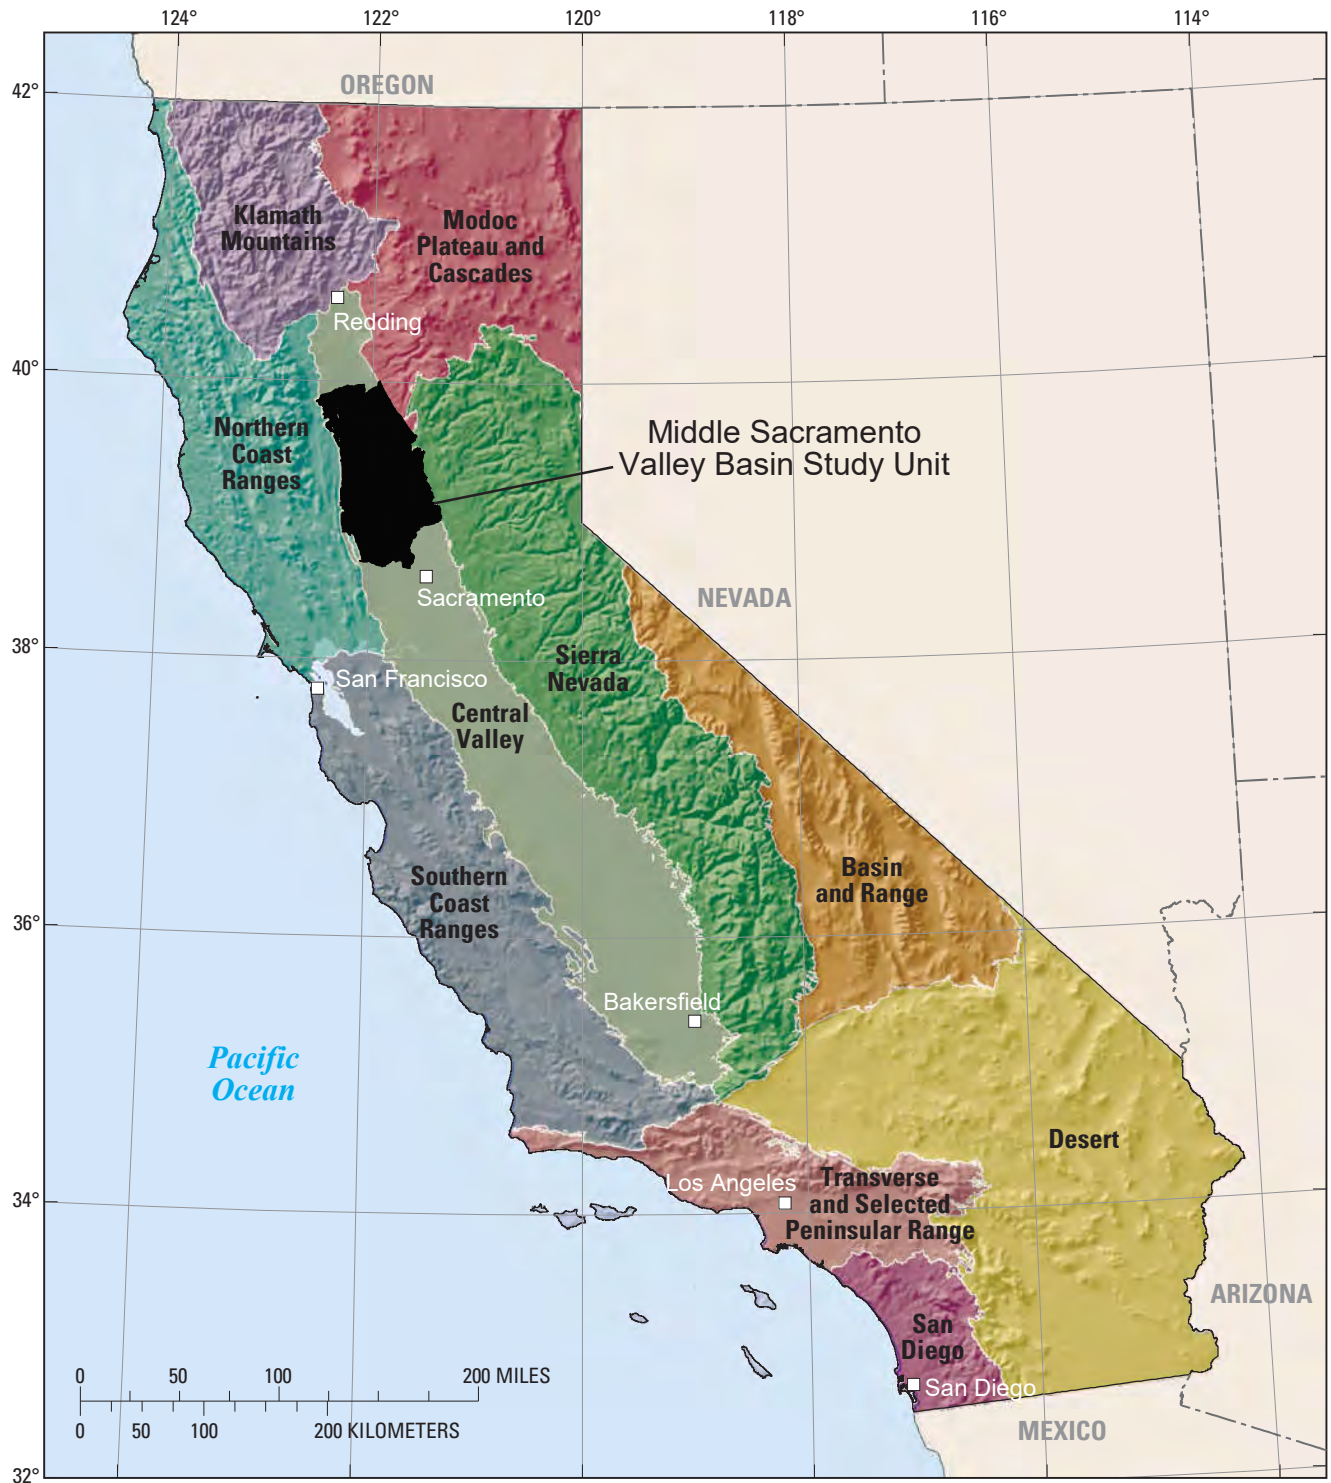 124°
122°
120°
118°
116°
114°
42°
OREGON
Klamath
Mountains
Modoc
Plateau and
Cascades
Redding
40°
Northern
Coast
Ranges
Middle Sacramento
Valley Basin Study Unit
Sacramento
NEVADA
38°
Sierra
Nevada
San Francisco
Central
Valley
Basin
and Range
Southern
Coast
Ranges
36°
Bakersfield
Pacific
Ocean
Desert
34°
Los Angeles
Transverse
and Selected
Peninsular Range
ARIZONA
San
Diego
San Diego
0 50 100 200 MILES
0 50 100 200 KILOMETERS
MEXICO
32°